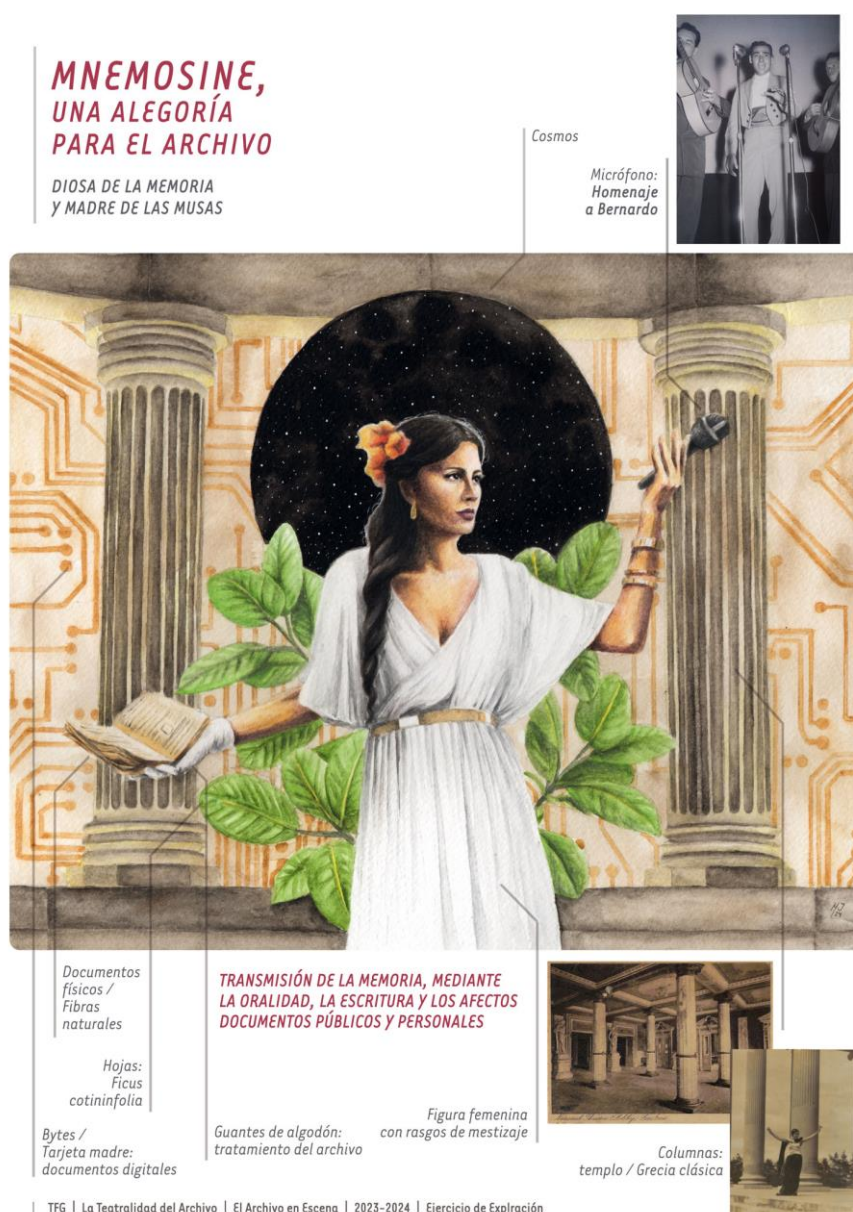 MNEMOSINE,
UNA ALEGORÍA
PARA EL ARCHIVO
DIOSA DE LA MEMORIA
Y MADRE DE LAS MUSAS
Cosmos
Micrófono:
Homenaje
a Bernardo
Documentos
físicos /
Fibras
naturales
TRANSMISIÓN DE LA MEMORIA, MEDIANTE
LA ORALIDAD, LA ESCRITURA Y LOS AFECTOS
DOCUMENTOS PÚBLICOS Y PERSONALES
Hojas:
Ficus
cotininfolia
Bytes /
Tarjeta madre:
documentos digitales
Guantes de algodón:
tratamiento del archivo
Figura femenina
con rasgos de mestizaje
Columnas:
templo / Grecia clásica
TFG | La Teatralidad del Archivo | El Archivo en Escena | 2023-2024 | Ejercicio de Explración